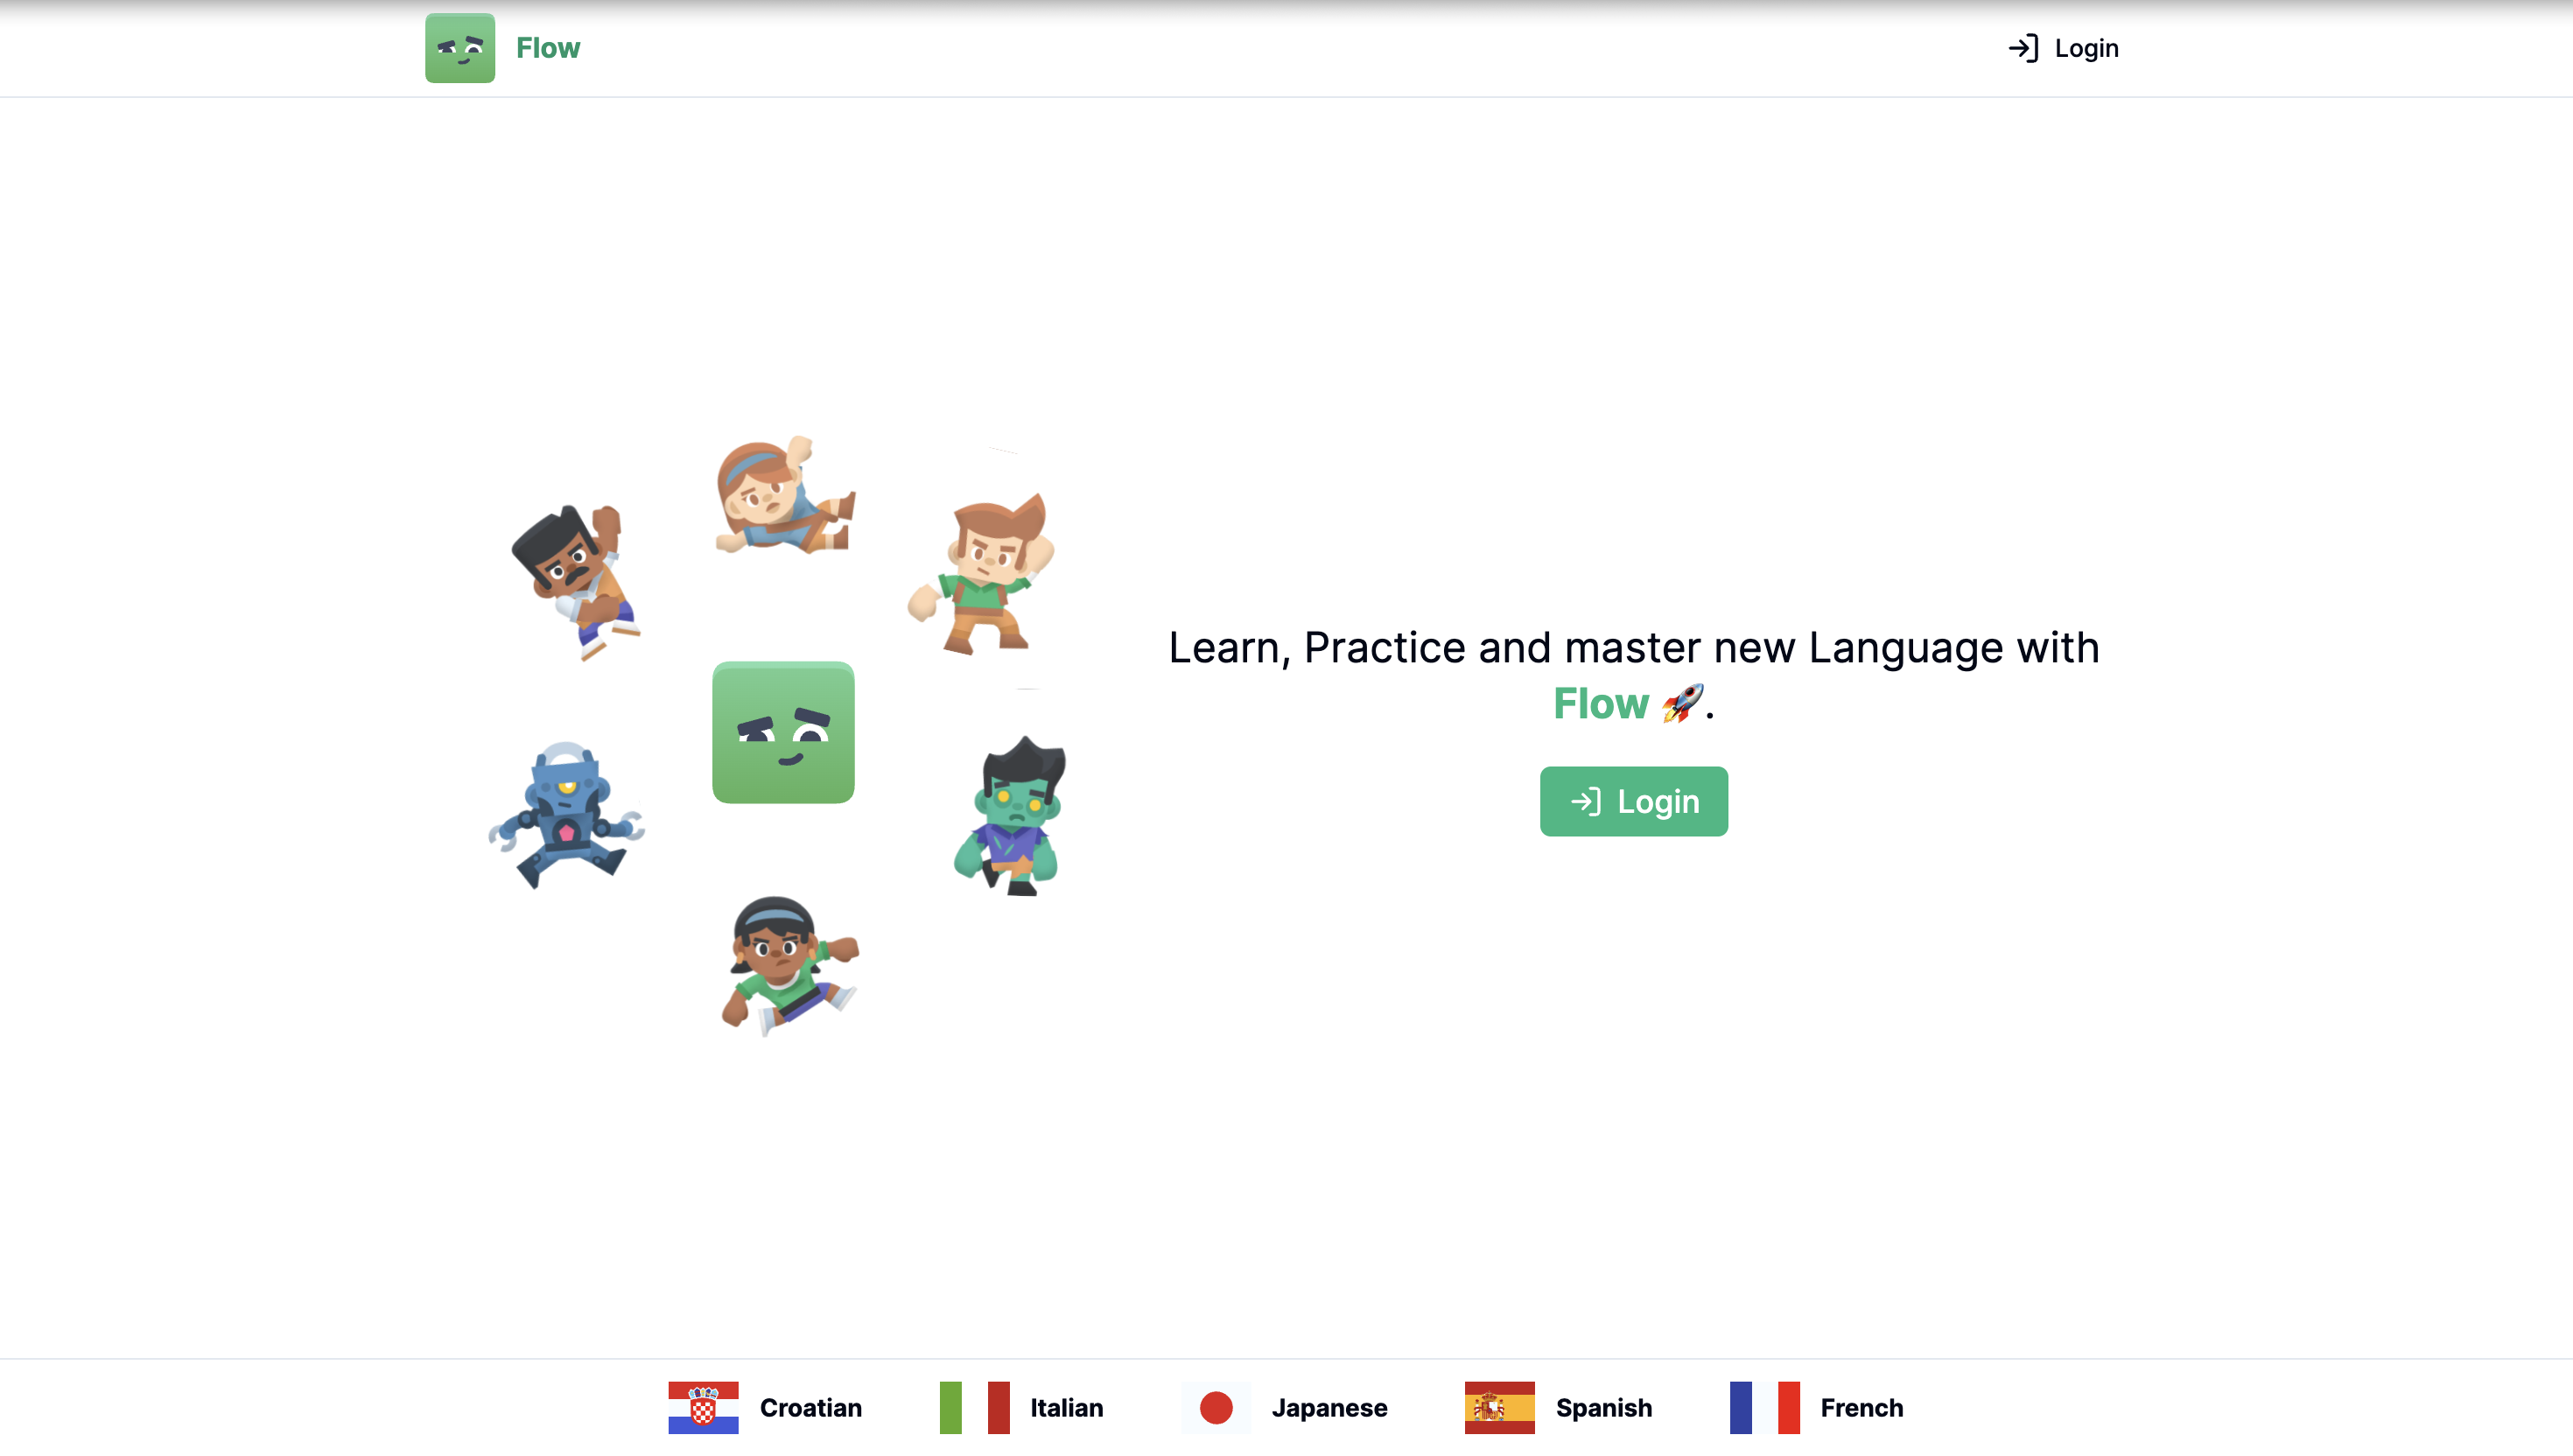 Flow
Login
Learn, Practice and master new Language with
Flow 🚀.
Login
Croatian
Italian
Japanese
Spanish
French